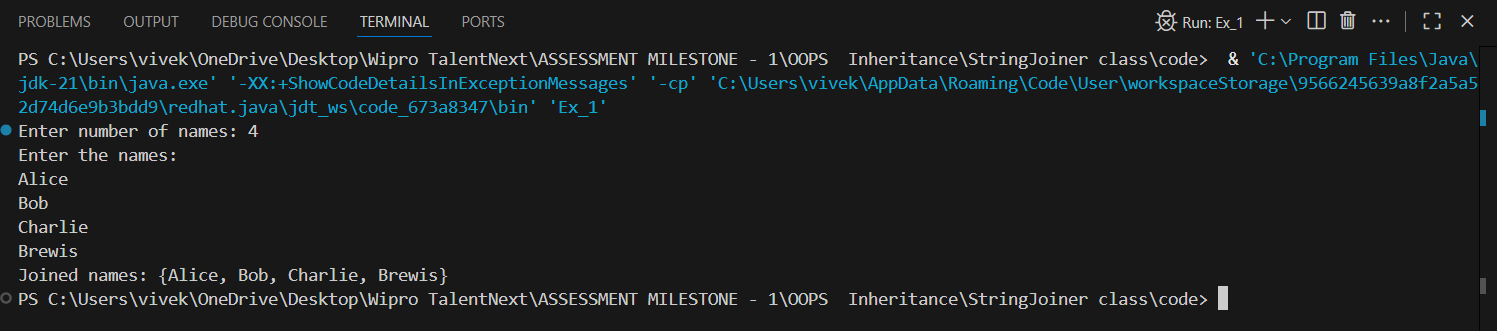 PROBLEMS OUTPUT DEBUG CONSOLE TERMINAL PORTS Run: Ex_1
PS C:\Users\vivek\OneDrive\Desktop\Wipro TalentNext\ASSESSMENT MILESTONE - 1\OOPS  Inheritance\StringJoiner class\code>  & 'C:\Program Files\Java\
jdk-21\bin\java.exe' '-XX:+ShowCodeDetailsInExceptionMessages' '-cp' 'C:\Users\vivek\AppData\Roaming\Code\User\workspaceStorage\9566245639a8f2a5a5
2d74d6e9b3bdd9\redhat.java\jdt_ws\code_673a8347\bin' 'Ex_1'
Enter number of names: 4
Enter the names:
Alice
Bob
Charlie
Brewis
Joined names: {Alice, Bob, Charlie, Brewis}
PS C:\Users\vivek\OneDrive\Desktop\Wipro TalentNext\ASSESSMENT MILESTONE - 1\OOPS  Inheritance\StringJoiner class\code>